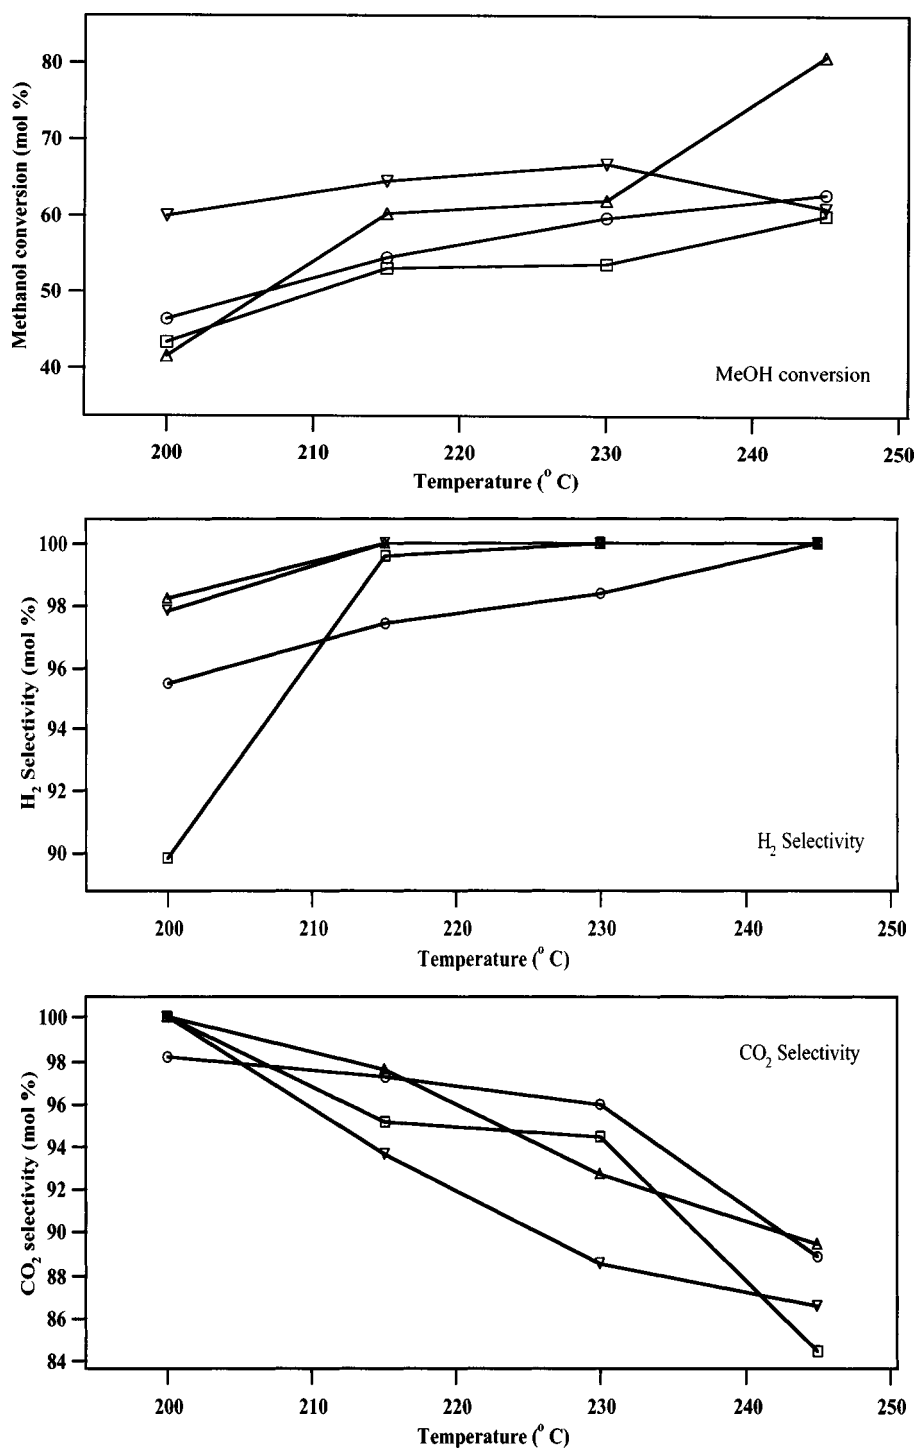 Methanol conversion (mol %)
80
70
60
50
40
MeOH conversion
200 210 220 230 240 250
Temperature (° C)
H₂ Selectivity (mol %)
100
98
96
94
92
90
H₂ Selectivity
200 210 220 230 240 250
Temperature (° C)
CO₂ selectivity (mol %)
100
98
96
94
92
90
88
86
84
CO₂ Selectivity
200 210 220 230 240 250
Temperature (° C)